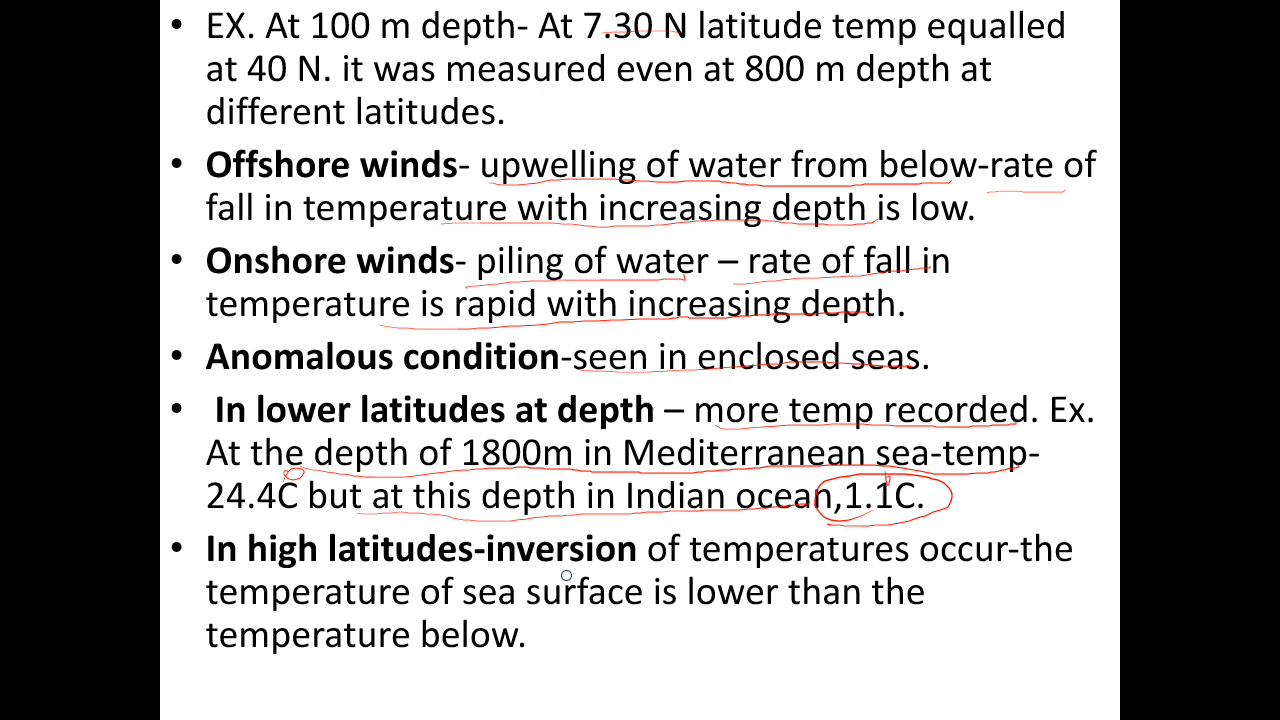 • EX. At 100 m depth- At 7.30 N latitude temp equalled
at 40 N. it was measured even at 800 m depth at
different latitudes.
• Offshore winds- upwelling of water from below-rate of
fall in temperature with increasing depth is low.
• Onshore winds- piling of water – rate of fall in
temperature is rapid with increasing depth.
• Anomalous condition-seen in enclosed seas.
• In lower latitudes at depth – more temp recorded. Ex.
At the depth of 1800m in Mediterranean sea-temp-
24.4C but at this depth in Indian ocean,1.1C.
• In high latitudes-inversion of temperatures occur-the
temperature of sea surface is lower than the
temperature below.